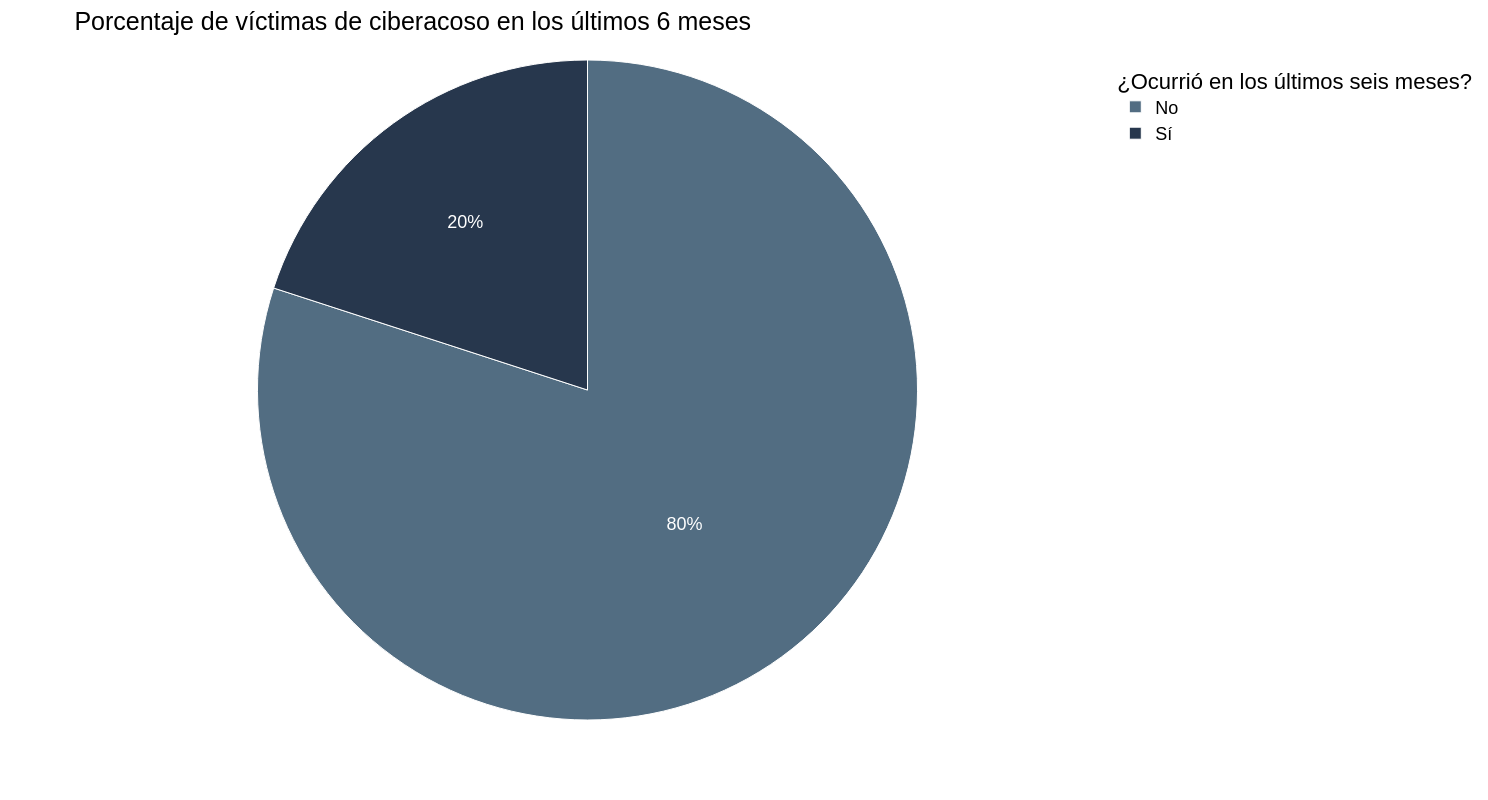 Porcentaje de víctimas de ciberacoso en los últimos 6 meses
¿Ocurrió en los últimos seis meses?
No
Sí
20%
80%